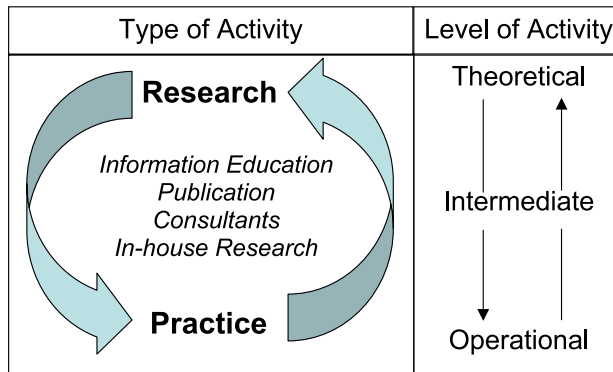 Type of Activity
Level of Activity
Research
Information Education
Publication
Consultants
In-house Research
Practice
Theoretical
Intermediate
Operational